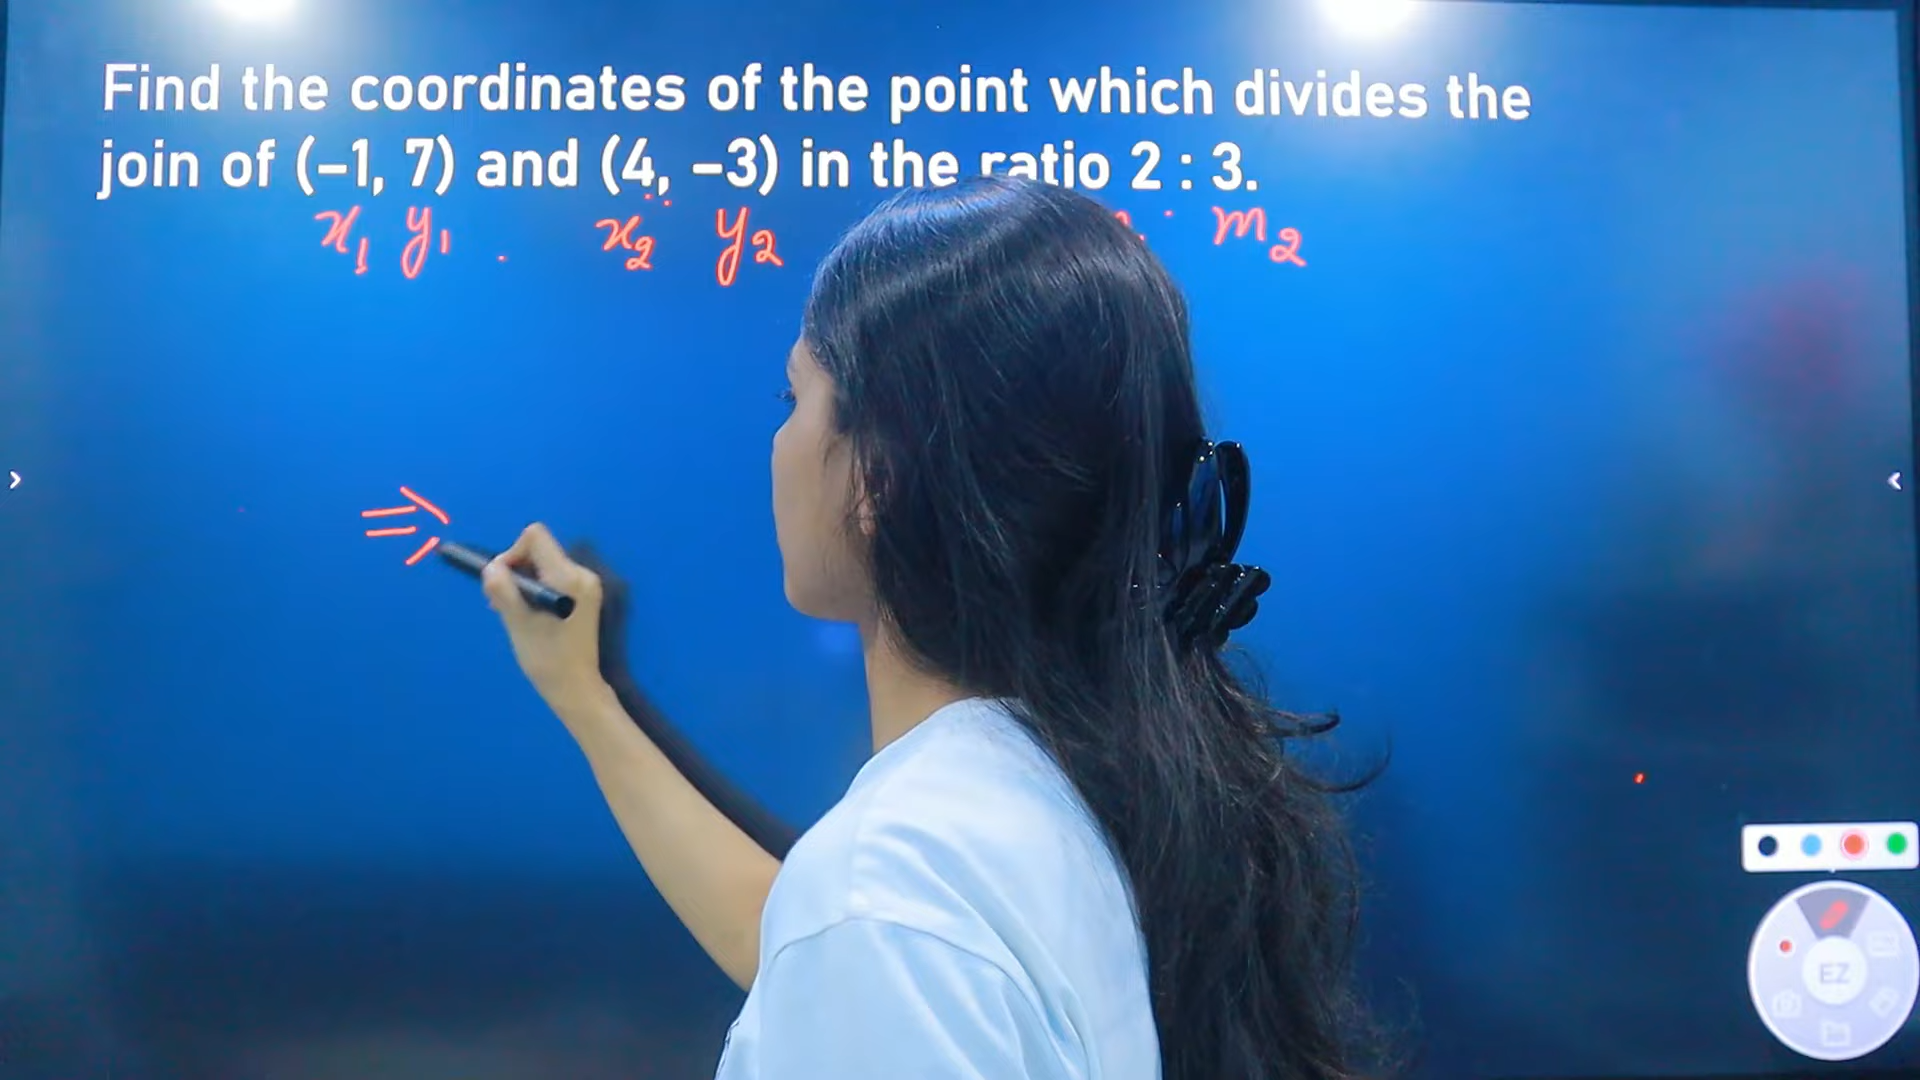 Find the coordinates of the point which divides the
join of (–1, 7) and (4, –3) in the ratio 2 : 3.
x₁ y₁ . x₂ y₂ : m₂
⇒
EZ